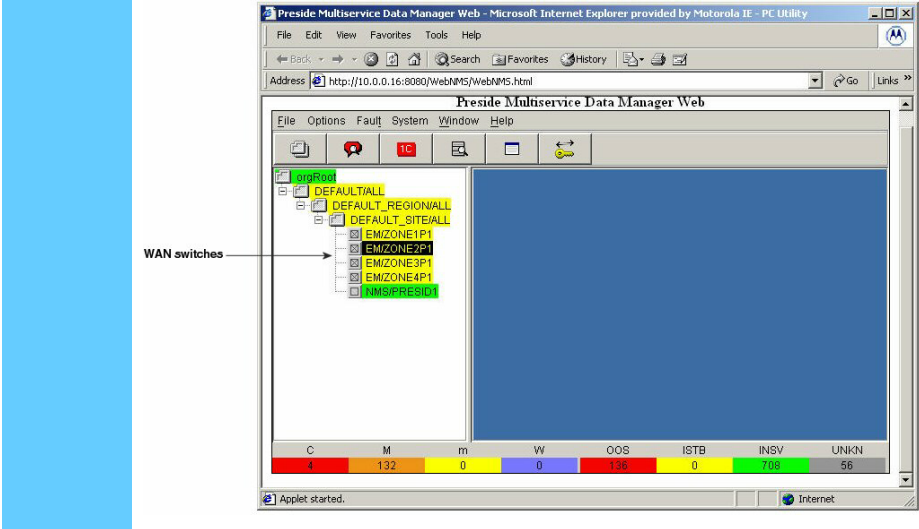 Preside Multiservice Data Manager Web - Microsoft Internet Explorer provided by Motorola IE - PC Utility
File Edit View Favorites Tools Help
Back Search Favorites History
Address http://10.0.0.16:8080/WebNMS/WebNMS.html Go Links »
Preside Multiservice Data Manager Web
File Options Fault System Window Help
1C
orgRoot
DEFAULT/ALL
DEFAULT_REGION/ALL
DEFAULT_SITE/ALL
EM/ZONE1P1
WAN switches EM/ZONE2P1
EM/ZONE3P1
EM/ZONE4P1
NMS/PRESID1
C M m W OOS ISTB INSV UNKN
4 132 0 0 136 0 708 56
Applet started. Internet